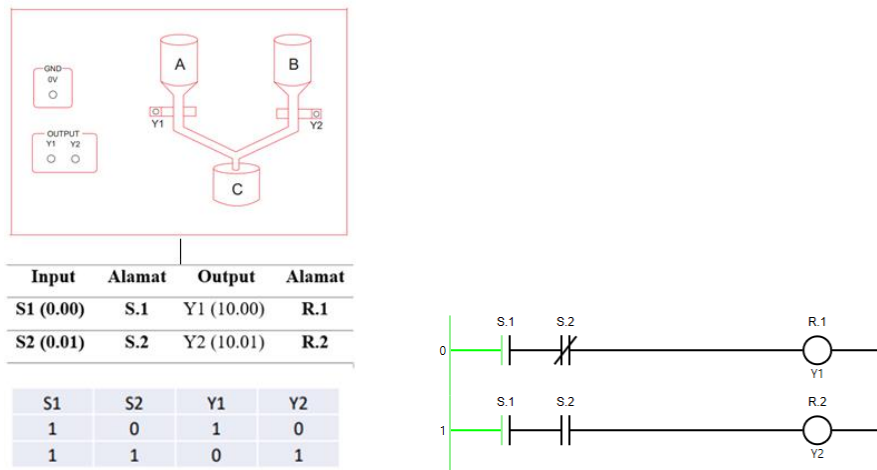 A
B
GND
0V
Y1
Y2
OUTPUT
Y1 Y2
C
Input Alamat Output Alamat
S1 (0.00) S.1 Y1 (10.00) R.1
S2 (0.01) S.2 Y2 (10.01) R.2
S1 S2 Y1 Y2
1 0 1 0
1 1 0 1
S.1 S.2 R.1
0
Y1
S.1 S.2 R.2
1
Y2